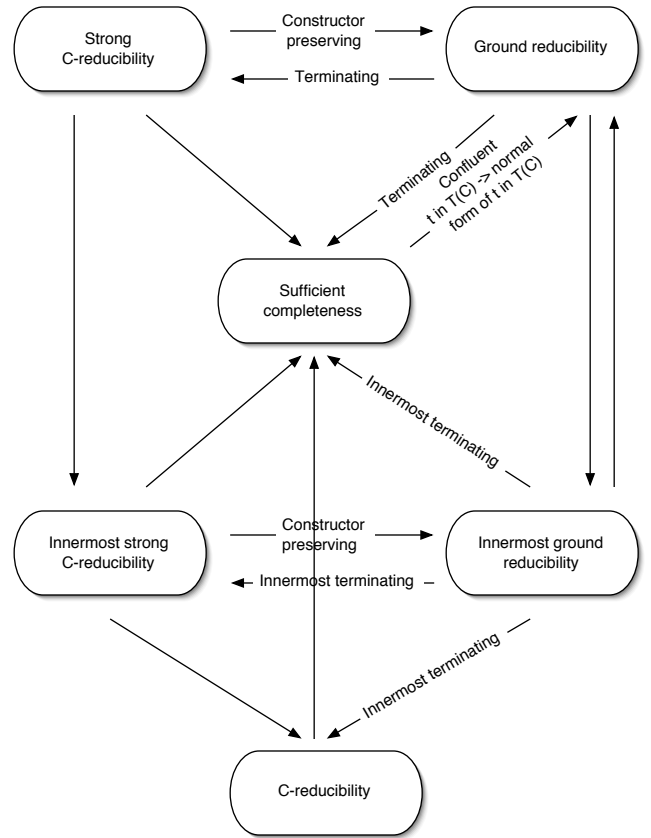 Strong
C-reducibility
Constructor
preserving
Terminating
Ground reducibility
Terminating
Confluent
t in T(C) -> normal
form of t in T(C)
Sufficient
completeness
Innermost terminating
Innermost strong
C-reducibility
Constructor
preserving
Innermost terminating
Innermost ground
reducibility
Innermost terminating
C-reducibility